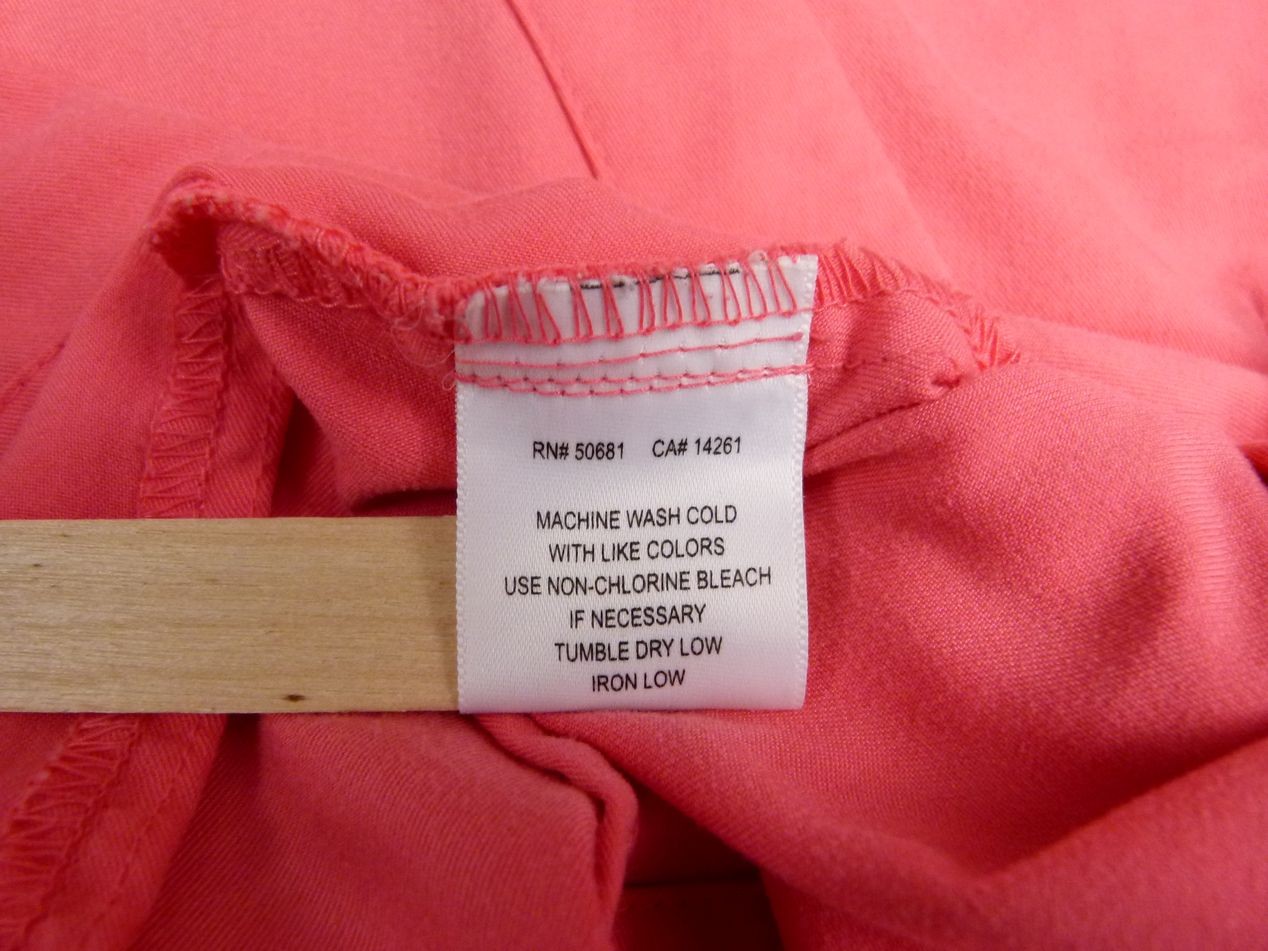 RN# 50681 CA# 14261
MACHINE WASH COLD
WITH LIKE COLORS
USE NON-CHLORINE BLEACH
IF NECESSARY
TUMBLE DRY LOW
IRON LOW